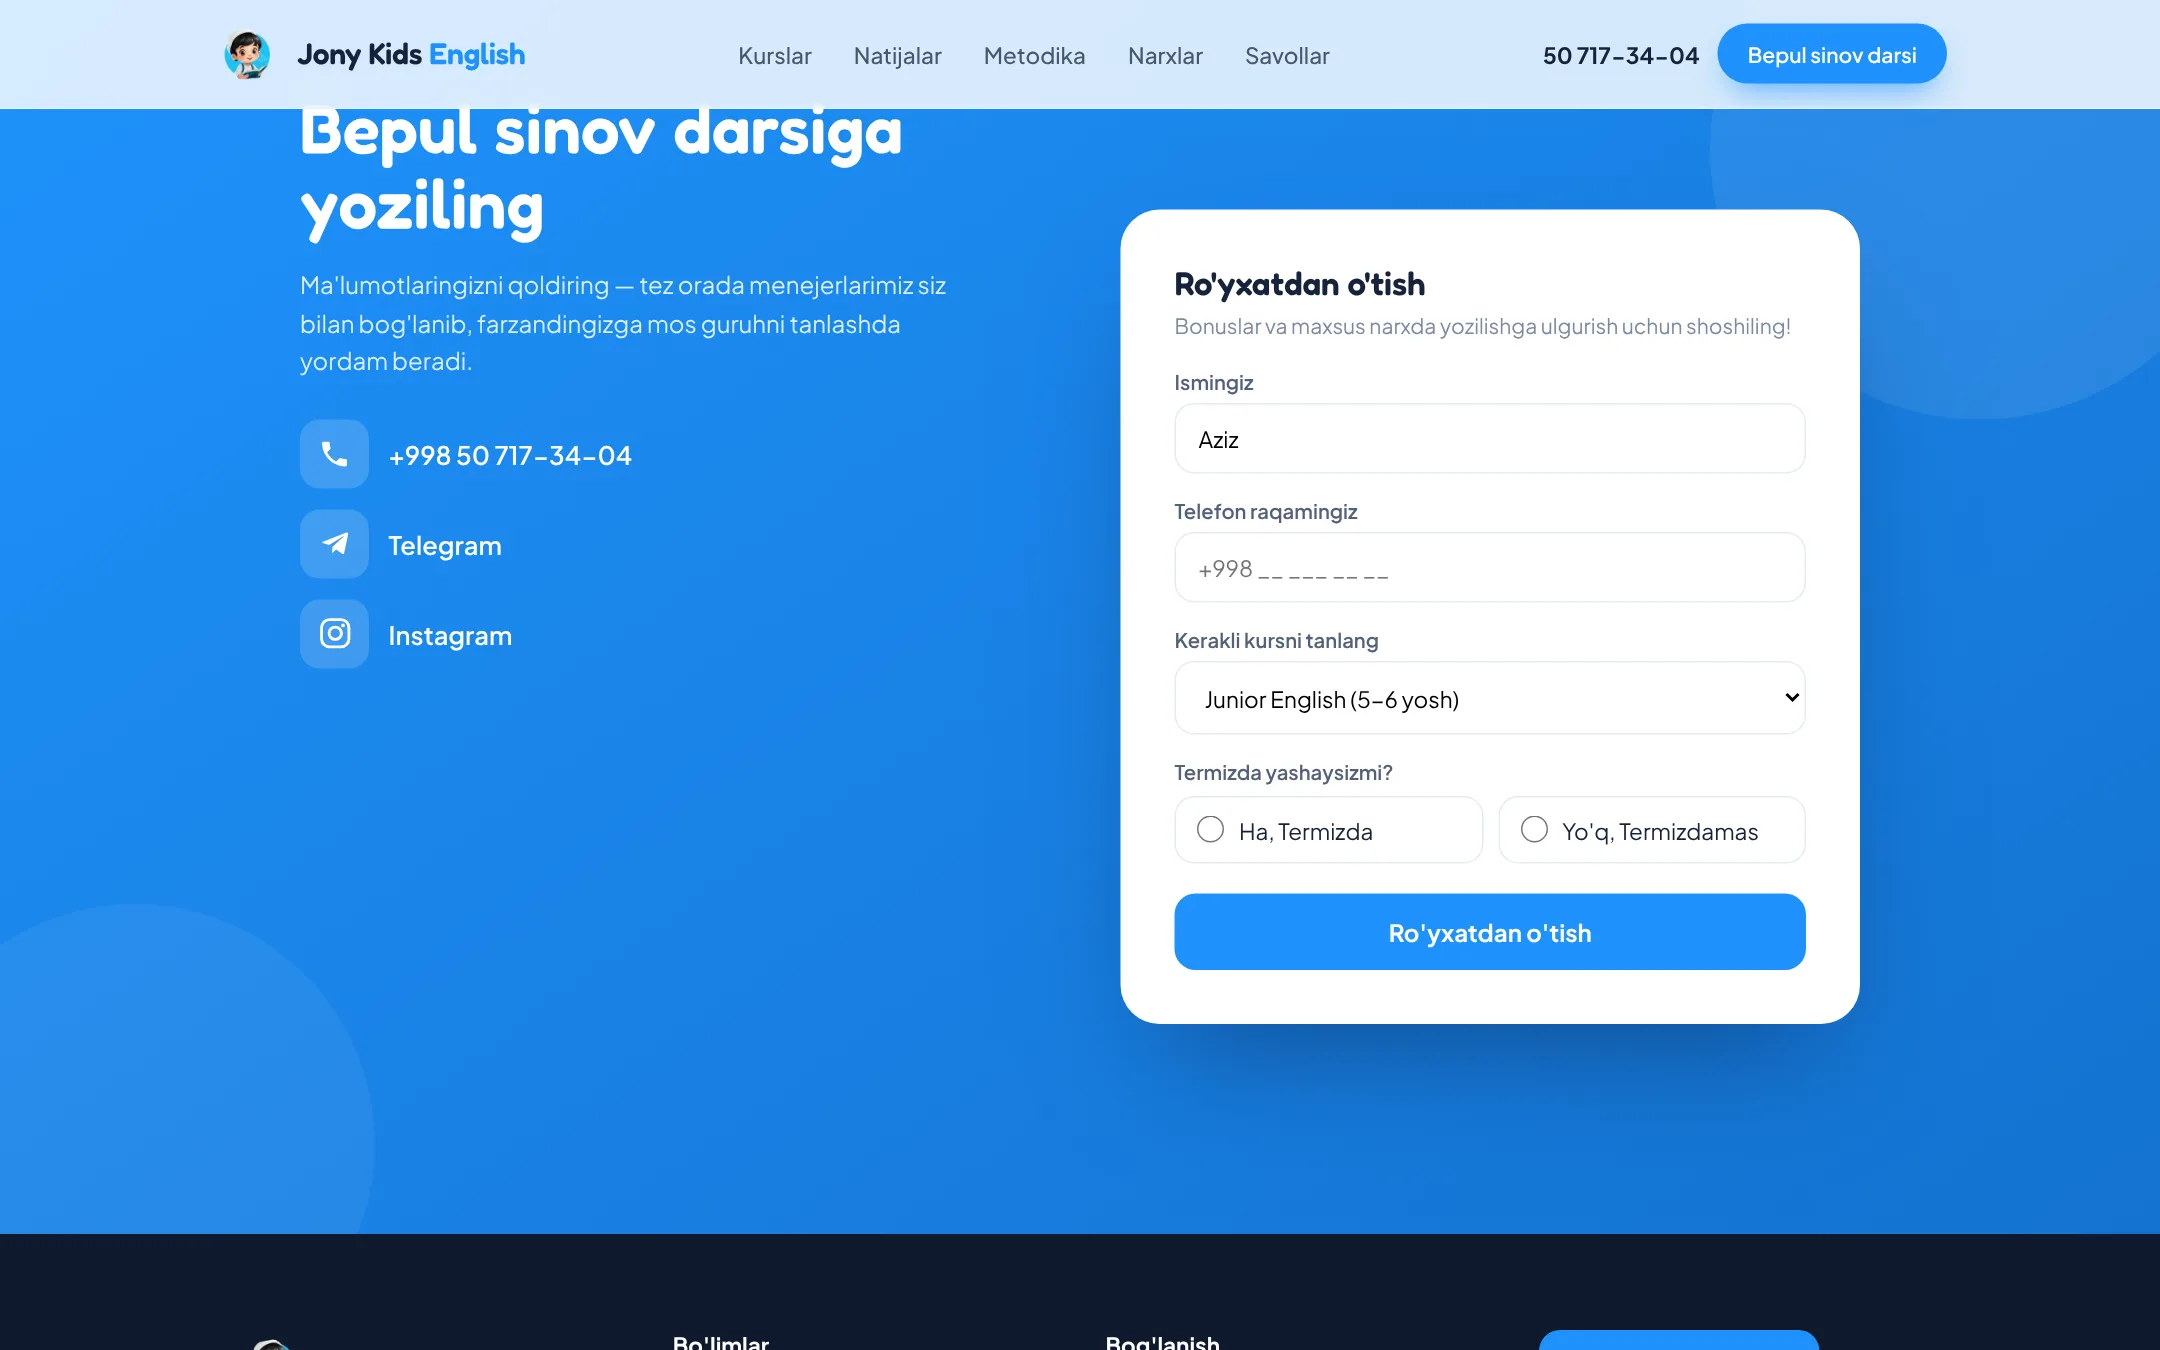 Jony Kids English
Kurslar
Natijalar
Metodika
Narxlar
Savollar
50 717-34-04
Bepul sinov darsi
Bepul sinov darsiga
yoziling
Ma'lumotlaringizni qoldiring — tez orada menejerlarimiz siz
bilan bog'lanib, farzandingizga mos guruhni tanlashda
yordam beradi.
+998 50 717-34-04
Telegram
Instagram
Ro'yxatdan o'tish
Bonuslar va maxsus narxda yozilishga ulgurish uchun shoshiling!
Ismingiz
Aziz
Telefon raqamingiz
+998 __ ___ __ __
Kerakli kursni tanlang
Junior English (5–6 yosh)
Termizda yashaysizmi?
Ha, Termizda
Yo'q, Termizdamas
Ro'yxatdan o'tish
Bo'limlar
Bog'lanish